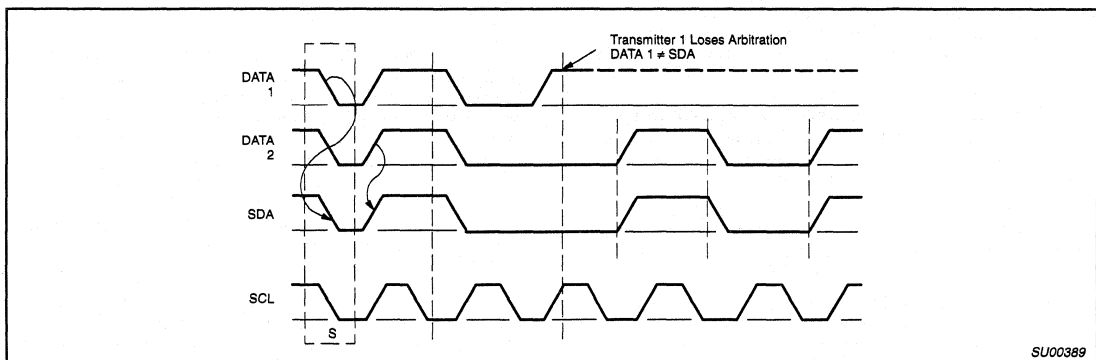 Transmitter 1 Loses Arbitration
DATA 1 ≠ SDA
DATA
1
DATA
2
SDA
SCL
S
SU00389